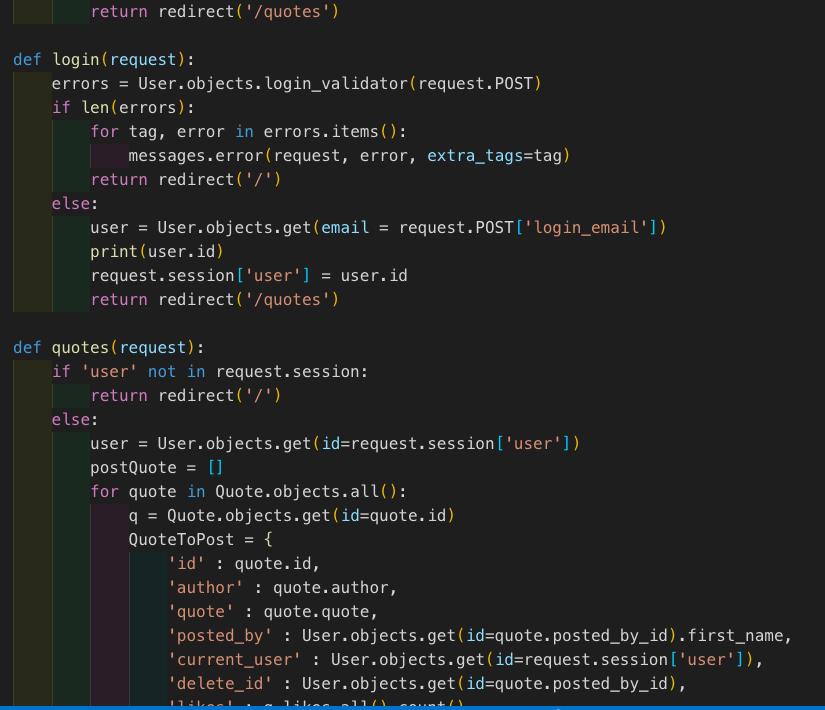 return redirect('/quotes')

def login(request):
    errors = User.objects.login_validator(request.POST)
    if len(errors):
        for tag, error in errors.items():
            messages.error(request, error, extra_tags=tag)
        return redirect('/')
    else:
        user = User.objects.get(email = request.POST['login_email'])
        print(user.id)
        request.session['user'] = user.id
        return redirect('/quotes')

def quotes(request):
    if 'user' not in request.session:
        return redirect('/')
    else:
        user = User.objects.get(id=request.session['user'])
        postQuote = []
        for quote in Quote.objects.all():
            q = Quote.objects.get(id=quote.id)
            QuoteToPost = {
                'id' : quote.id,
                'author' : quote.author,
                'quote' : quote.quote,
                'posted_by' : User.objects.get(id=quote.posted_by_id).first_name,
                'current_user' : User.objects.get(id=request.session['user']),
                'delete_id' : User.objects.get(id=quote.posted_by_id),
                'likes' : q.likes.all().count()